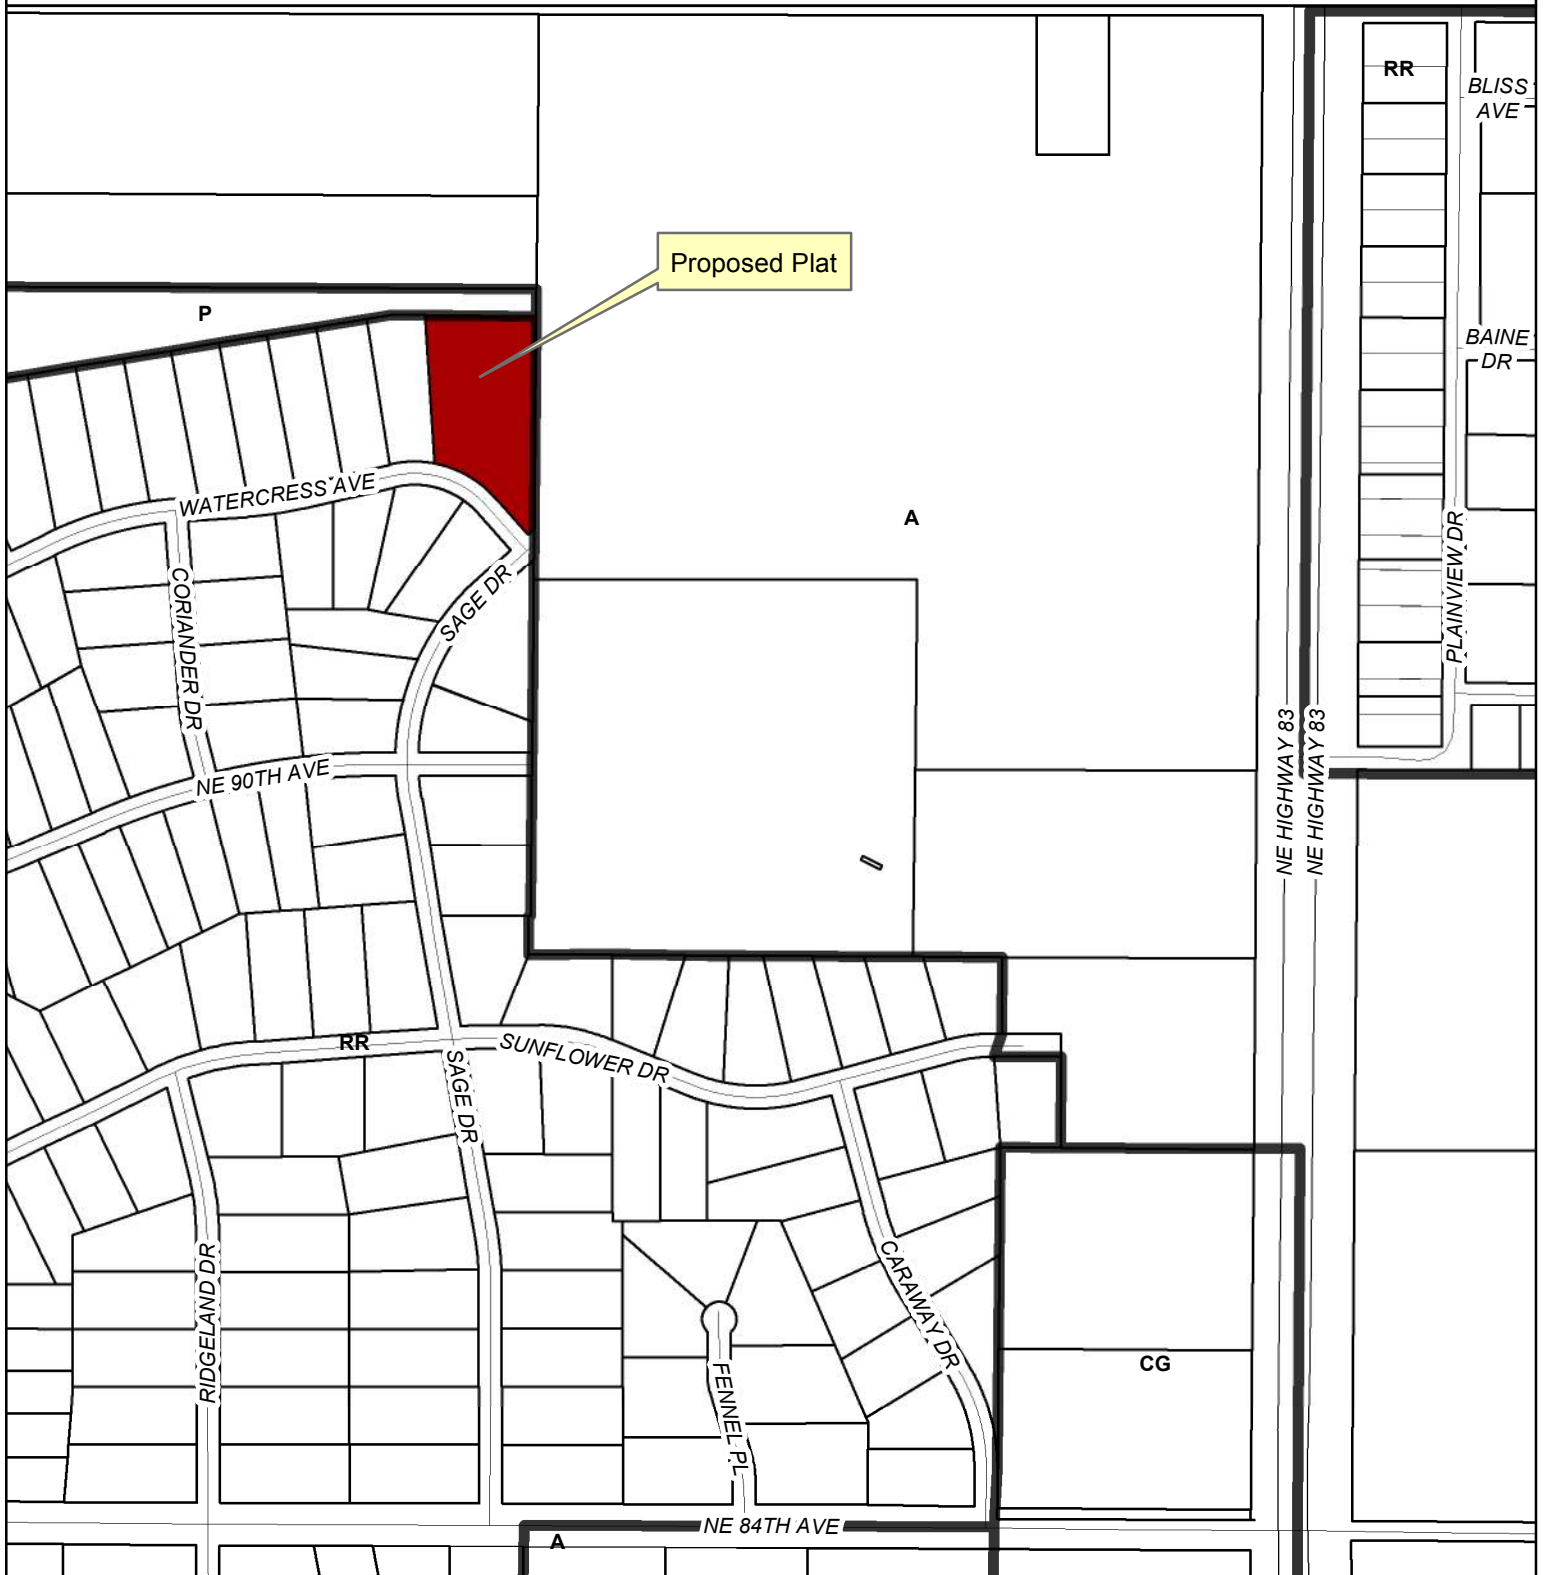 RR
BLISS
AVE
Proposed Plat
P
BAINE
DR
WATERCRESS AVE
A
PLAINVIEW DR
SAGE DR
CORIANDER DR
NE HIGHWAY 83
NE HIGHWAY 83
NE 90TH AVE
RR
SUNFLOWER DR
SAGE DR
RIDGELAND DR
CARAWAY DR
CG
FENNEL PL
NE 84TH AVE
A